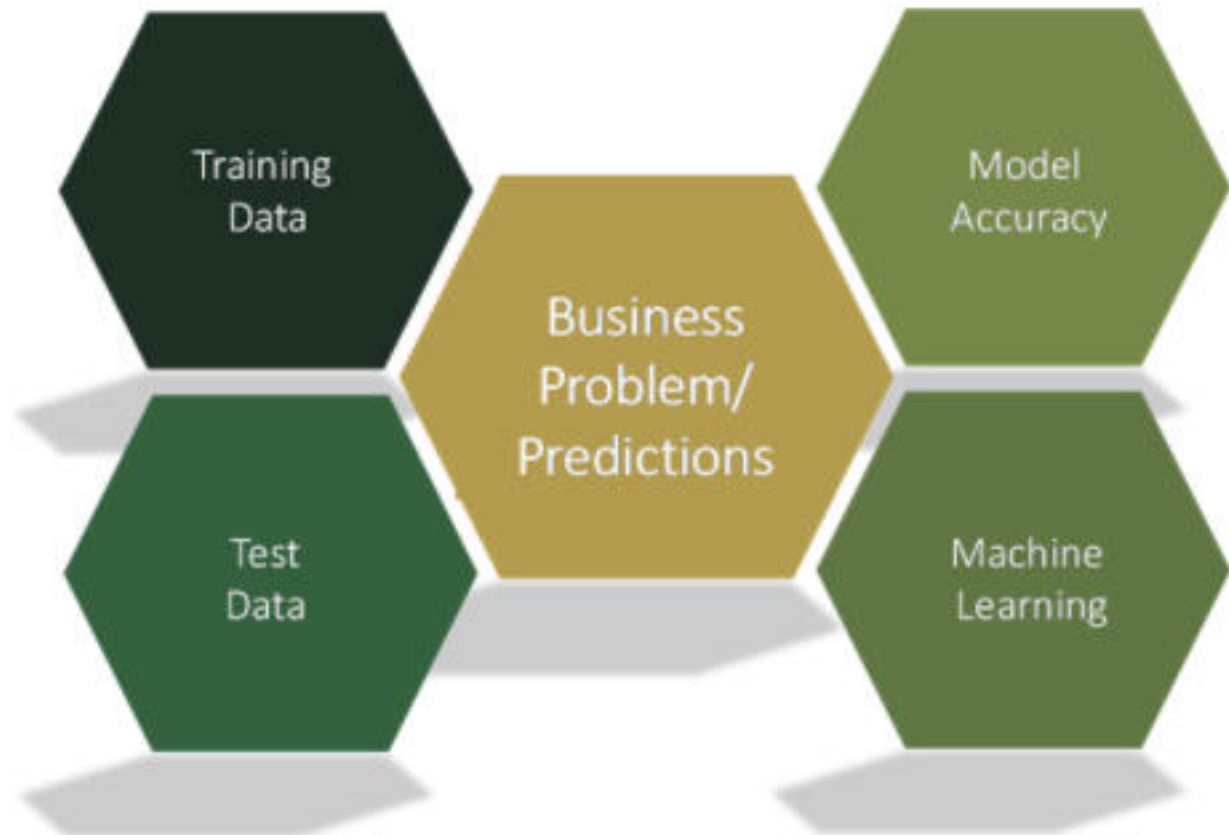 Training
Data
Model
Accuracy
Business
Problem/
Predictions
Test
Data
Machine
Learning